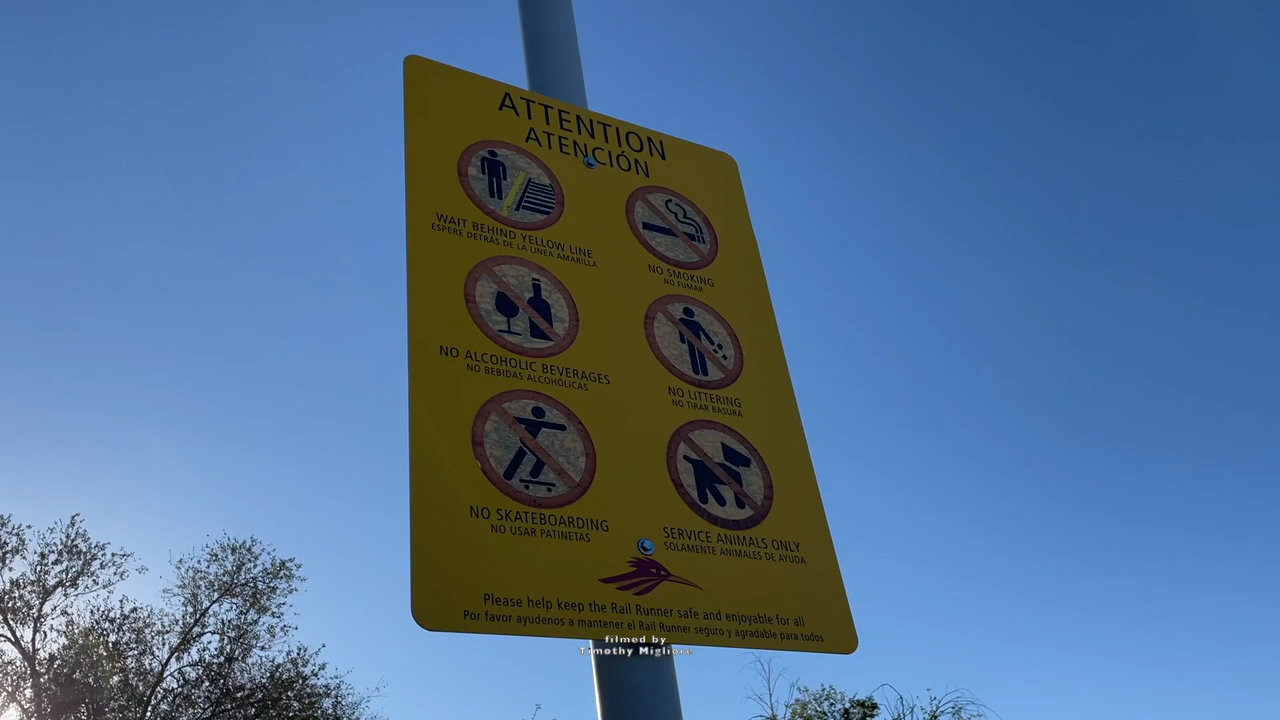 ATTENTION
ATENCIÓN
WAIT BEHIND YELLOW LINE
ESPERE DETRÁS DE LA LINEA AMARILLA
NO SMOKING
NO FUMAR
NO ALCOHOLIC BEVERAGES
NO BEBIDAS ALCOHÓLICAS
NO LITTERING
NO TIRAR BASURA
NO SKATEBOARDING
NO USAR PATINETAS
SERVICE ANIMALS ONLY
SOLAMENTE ANIMALES DE AYUDA
Please help keep the Rail Runner safe and enjoyable for all
Por favor ayudenos a mantener el Rail Runner seguro y agradable para todos
filmed by
Timothy Migliore